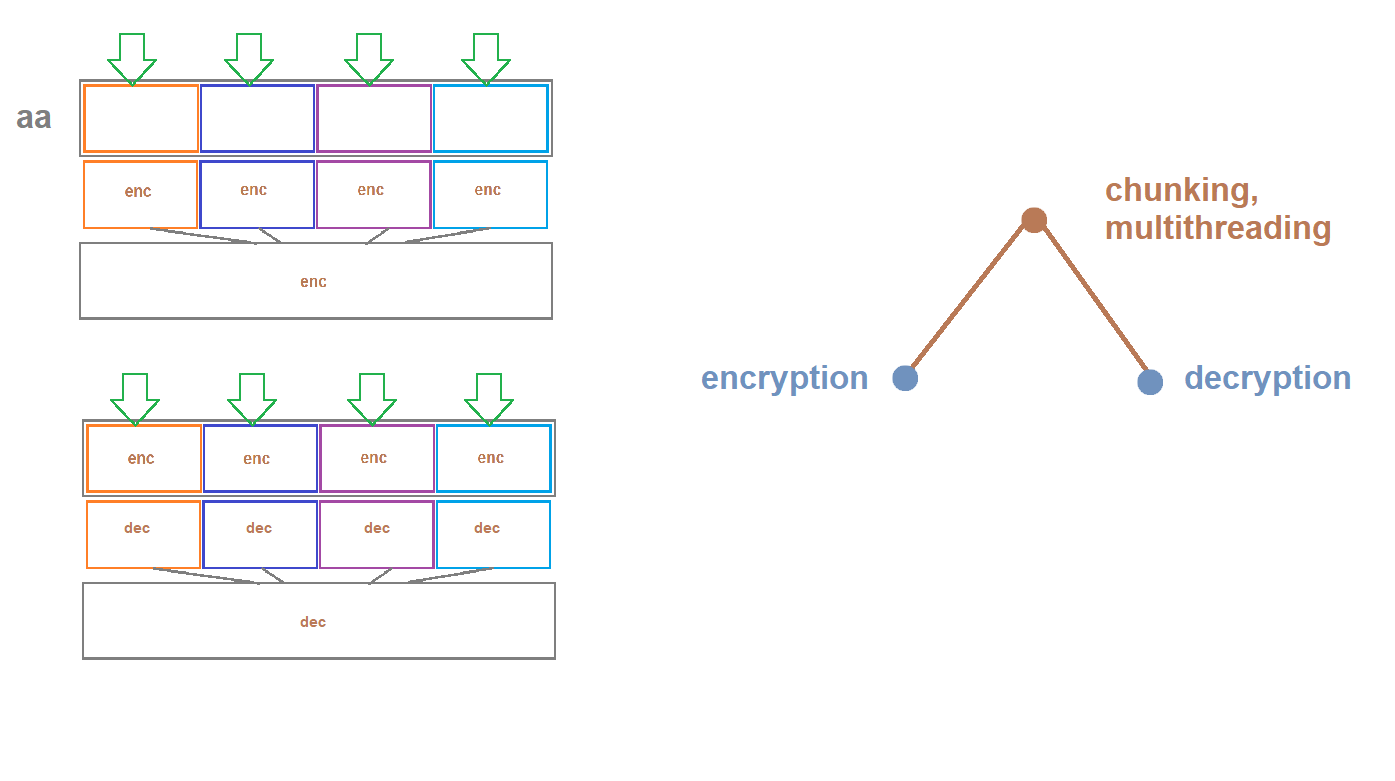 aa
enc enc enc enc
enc
enc enc enc enc
dec dec dec dec
dec
chunking,
multithreading
encryption
decryption